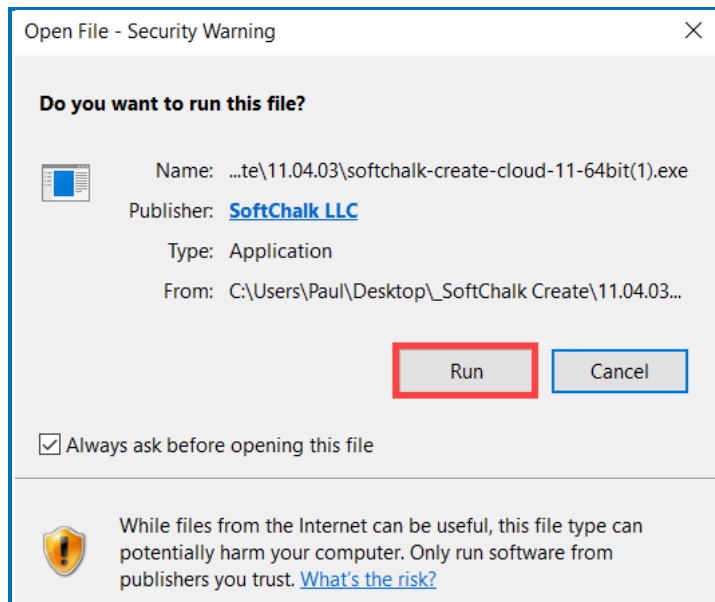 Open File - Security Warning
Do you want to run this file?
Name: ...te\11.04.03\softchalk-create-cloud-11-64bit(1).exe
Publisher: SoftChalk LLC
Type: Application
From: C:\Users\Paul\Desktop\_SoftChalk Create\11.04.03...
Run Cancel
Always ask before opening this file
While files from the Internet can be useful, this file type can
potentially harm your computer. Only run software from
publishers you trust. What's the risk?